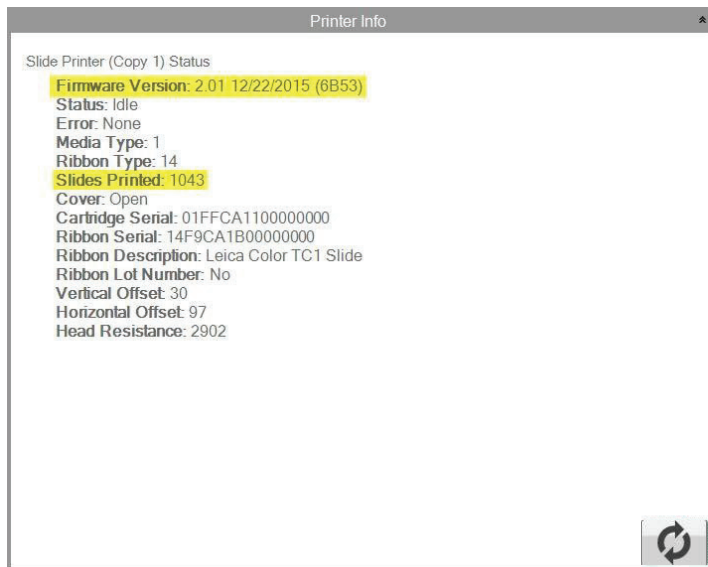 Printer Info
Slide Printer (Copy 1) Status
Firmware Version: 2.01 12/22/2015 (6B53)
Status: Idle
Error: None
Media Type: 1
Ribbon Type: 14
Slides Printed: 1043
Cover: Open
Cartridge Serial: 01FFCA1100000000
Ribbon Serial: 14F9CA1B00000000
Ribbon Description: Leica Color TC1 Slide
Ribbon Lot Number: No
Vertical Offset: 30
Horizontal Offset: 97
Head Resistance: 2902